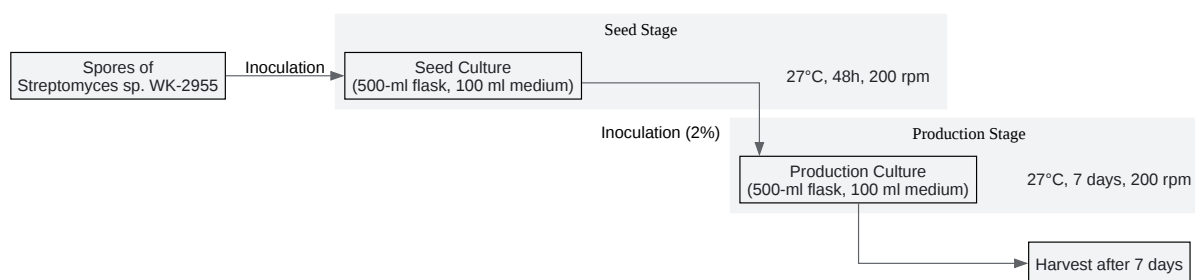 Seed Stage
Spores of
Streptomyces sp. WK-2955
Inoculation
Seed Culture
(500-ml flask, 100 ml medium)
27°C, 48h, 200 rpm
Inoculation (2%)
Production Stage
Production Culture
(500-ml flask, 100 ml medium)
27°C, 7 days, 200 rpm
Harvest after 7 days